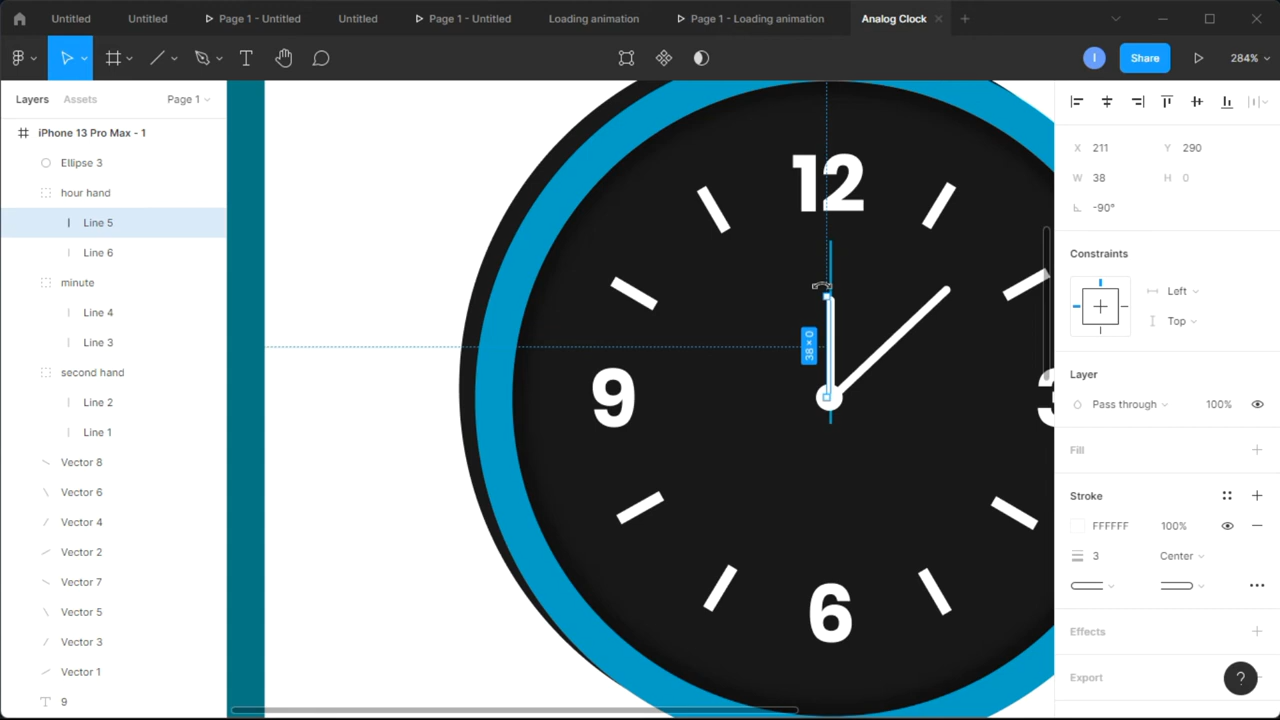 Untitled
Untitled
Page 1 - Untitled
Untitled
Page 1 - Untitled
Loading animation
Page 1 - Loading animation
Analog Clock
T
I
Share
284%
Layers
Assets
Page 1
iPhone 13 Pro Max - 1
Ellipse 3
hour hand
Line 5
Line 6
minute
Line 4
Line 3
second hand
Line 2
Line 1
Vector 8
Vector 6
Vector 4
Vector 2
Vector 7
Vector 5
Vector 3
Vector 1
T 9
12
9
3
6
38 × 0
X 211
Y 290
W 38
H 0
-90°
Constraints
Left
Top
Layer
Pass through
100%
Fill
Stroke
FFFFFF
100%
3
Center
Effects
Export
?